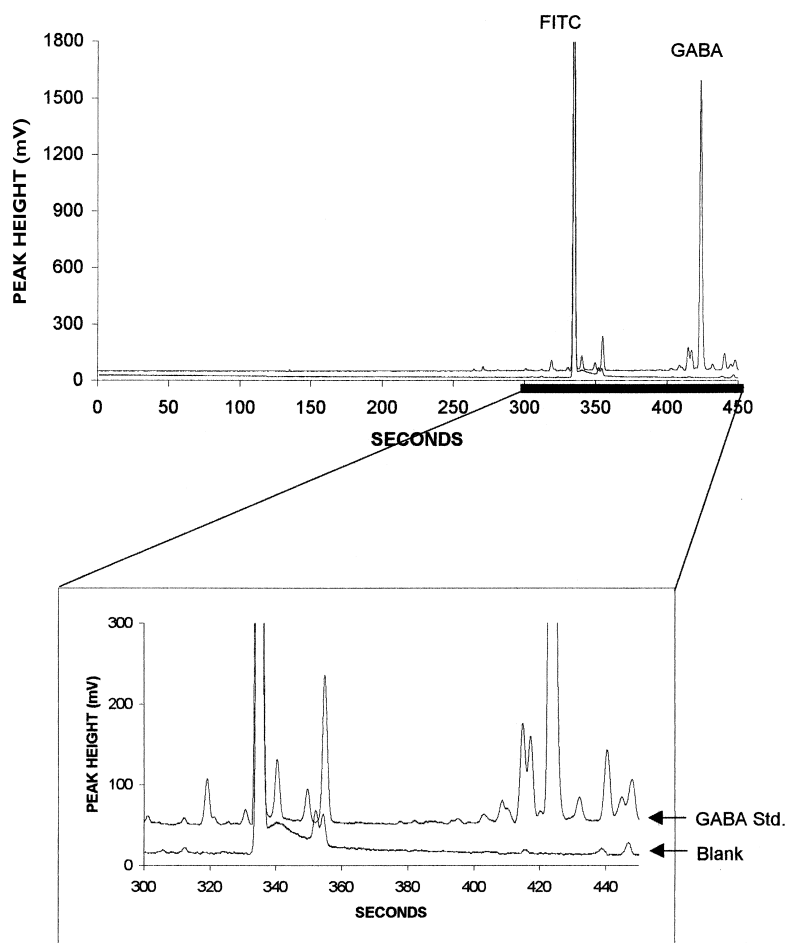 FITC
GABA
PEAK HEIGHT (mV)
1800
1500
1200
900
600
300
0
0 50 100 150 200 250 300 350 400 450
SECONDS
PEAK HEIGHT (mV)
300
200
100
0
GABA Std.
Blank
300 320 340 360 380 400 420 440
SECONDS